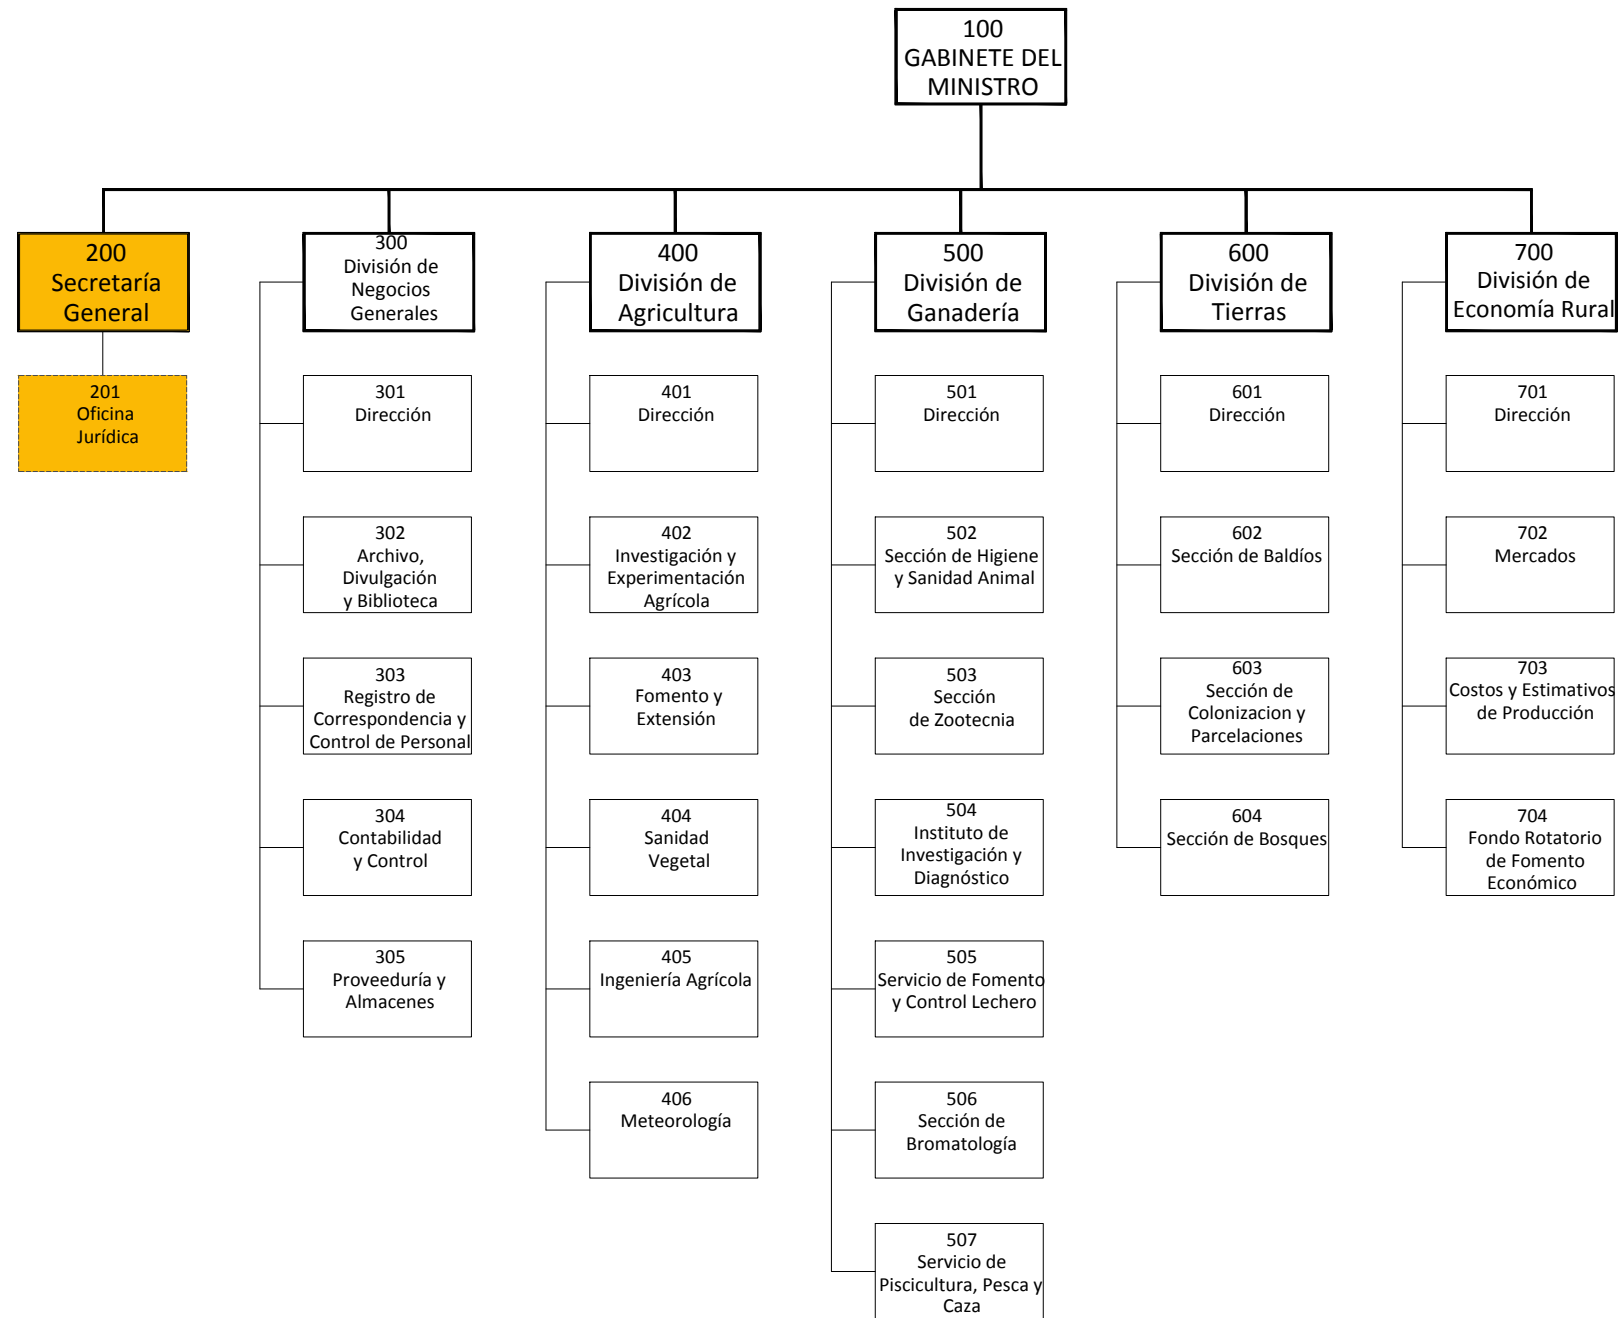 100
GABINETE DEL
MINISTRO
200
Secretaría
General
201
Oficina
Jurídica
300
División de
Negocios
Generales
301
Dirección
302
Archivo,
Divulgación
y Biblioteca
303
Registro de
Correspondencia y
Control de Personal
304
Contabilidad
y Control
305
Proveeduría y
Almacenes
400
División de
Agricultura
401
Dirección
402
Investigación y
Experimentación
Agrícola
403
Fomento y
Extensión
404
Sanidad
Vegetal
405
Ingeniería Agrícola
406
Meteorología
500
División de
Ganadería
501
Dirección
502
Sección de Higiene
y Sanidad Animal
503
Sección
de Zootecnia
504
Instituto de
Investigación y
Diagnóstico
505
Servicio de Fomento
y Control Lechero
506
Sección de
Bromatología
507
Servicio de
Piscicultura, Pesca y
Caza
600
División de
Tierras
601
Dirección
602
Sección de Baldíos
603
Sección de
Colonizacion y
Parcelaciones
604
Sección de Bosques
700
División de
Economía Rural
701
Dirección
702
Mercados
703
Costos y Estimativos
de Producción
704
Fondo Rotatorio
de Fomento
Económico